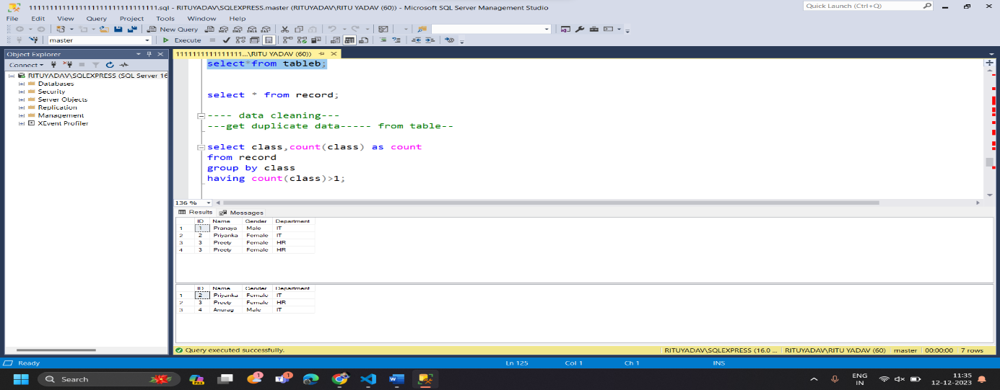 11111111111111111111111111111111.sql - RITUYADAV\SQLEXPRESS.master (RITUYADAV\RITU YADAV (60)) - Microsoft SQL Server Management Studio
Quick Launch (Ctrl+Q)
File Edit View Query Project Tools Window Help
New Query
master Execute
Object Explorer
1111111111111111...\RITU YADAV (60))
Connect
RITUYADAV\SQLEXPRESS (SQL Server 16
Databases
Security
Server Objects
Replication
Management
XEvent Profiler
select*from tableb;
select * from record;
---- data cleaning---
---get duplicate data----- from table--
select class,count(class) as count
from record
group by class
having count(class)>1;
136 %
Results Messages
ID Name Gender Department
1 1 Pranaya Male IT
2 2 Priyanka Female IT
3 3 Preety Female HR
4 3 Preety Female HR
ID Name Gender Department
1 2 Priyanka Female IT
2 3 Preety Female HR
3 4 Anurag Male IT
Query executed successfully.
RITUYADAV\SQLEXPRESS (16.0 ... RITUYADAV\RITU YADAV (60) master 00:00:00 7 rows
Ready
Ln 125 Col 1 Ch 1 INS
Search
1
1
ENG
IN
11:35
12-12-2023